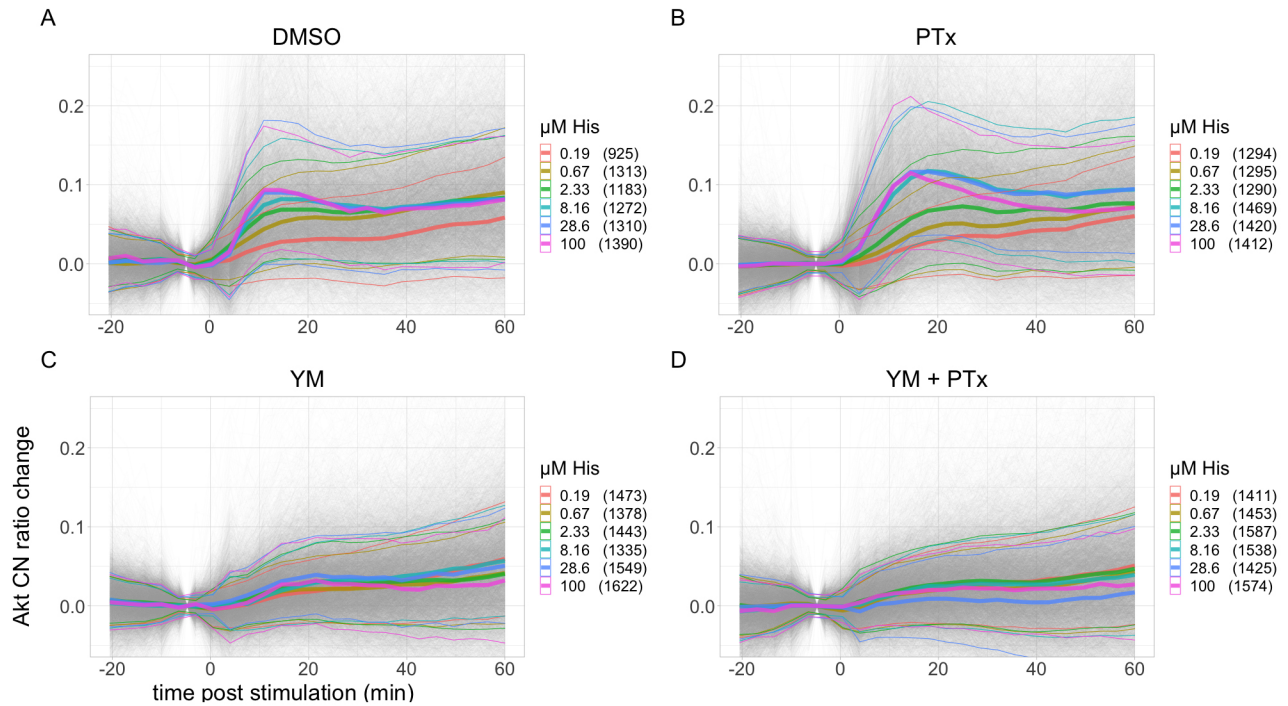 A
DMSO
0.2
0.1
0.0
-20 0 20 40 60
µM His
0.19 (925)
0.67 (1313)
2.33 (1183)
8.16 (1272)
28.6 (1310)
100 (1390)
B
PTx
0.2
0.1
0.0
-20 0 20 40 60
µM His
0.19 (1294)
0.67 (1295)
2.33 (1290)
8.16 (1469)
28.6 (1420)
100 (1412)
C
YM
Akt CN ratio change
0.2
0.1
0.0
-20 0 20 40 60
time post stimulation (min)
µM His
0.19 (1473)
0.67 (1378)
2.33 (1443)
8.16 (1335)
28.6 (1549)
100 (1622)
D
YM + PTx
0.2
0.1
0.0
-20 0 20 40 60
µM His
0.19 (1411)
0.67 (1453)
2.33 (1587)
8.16 (1538)
28.6 (1425)
100 (1574)